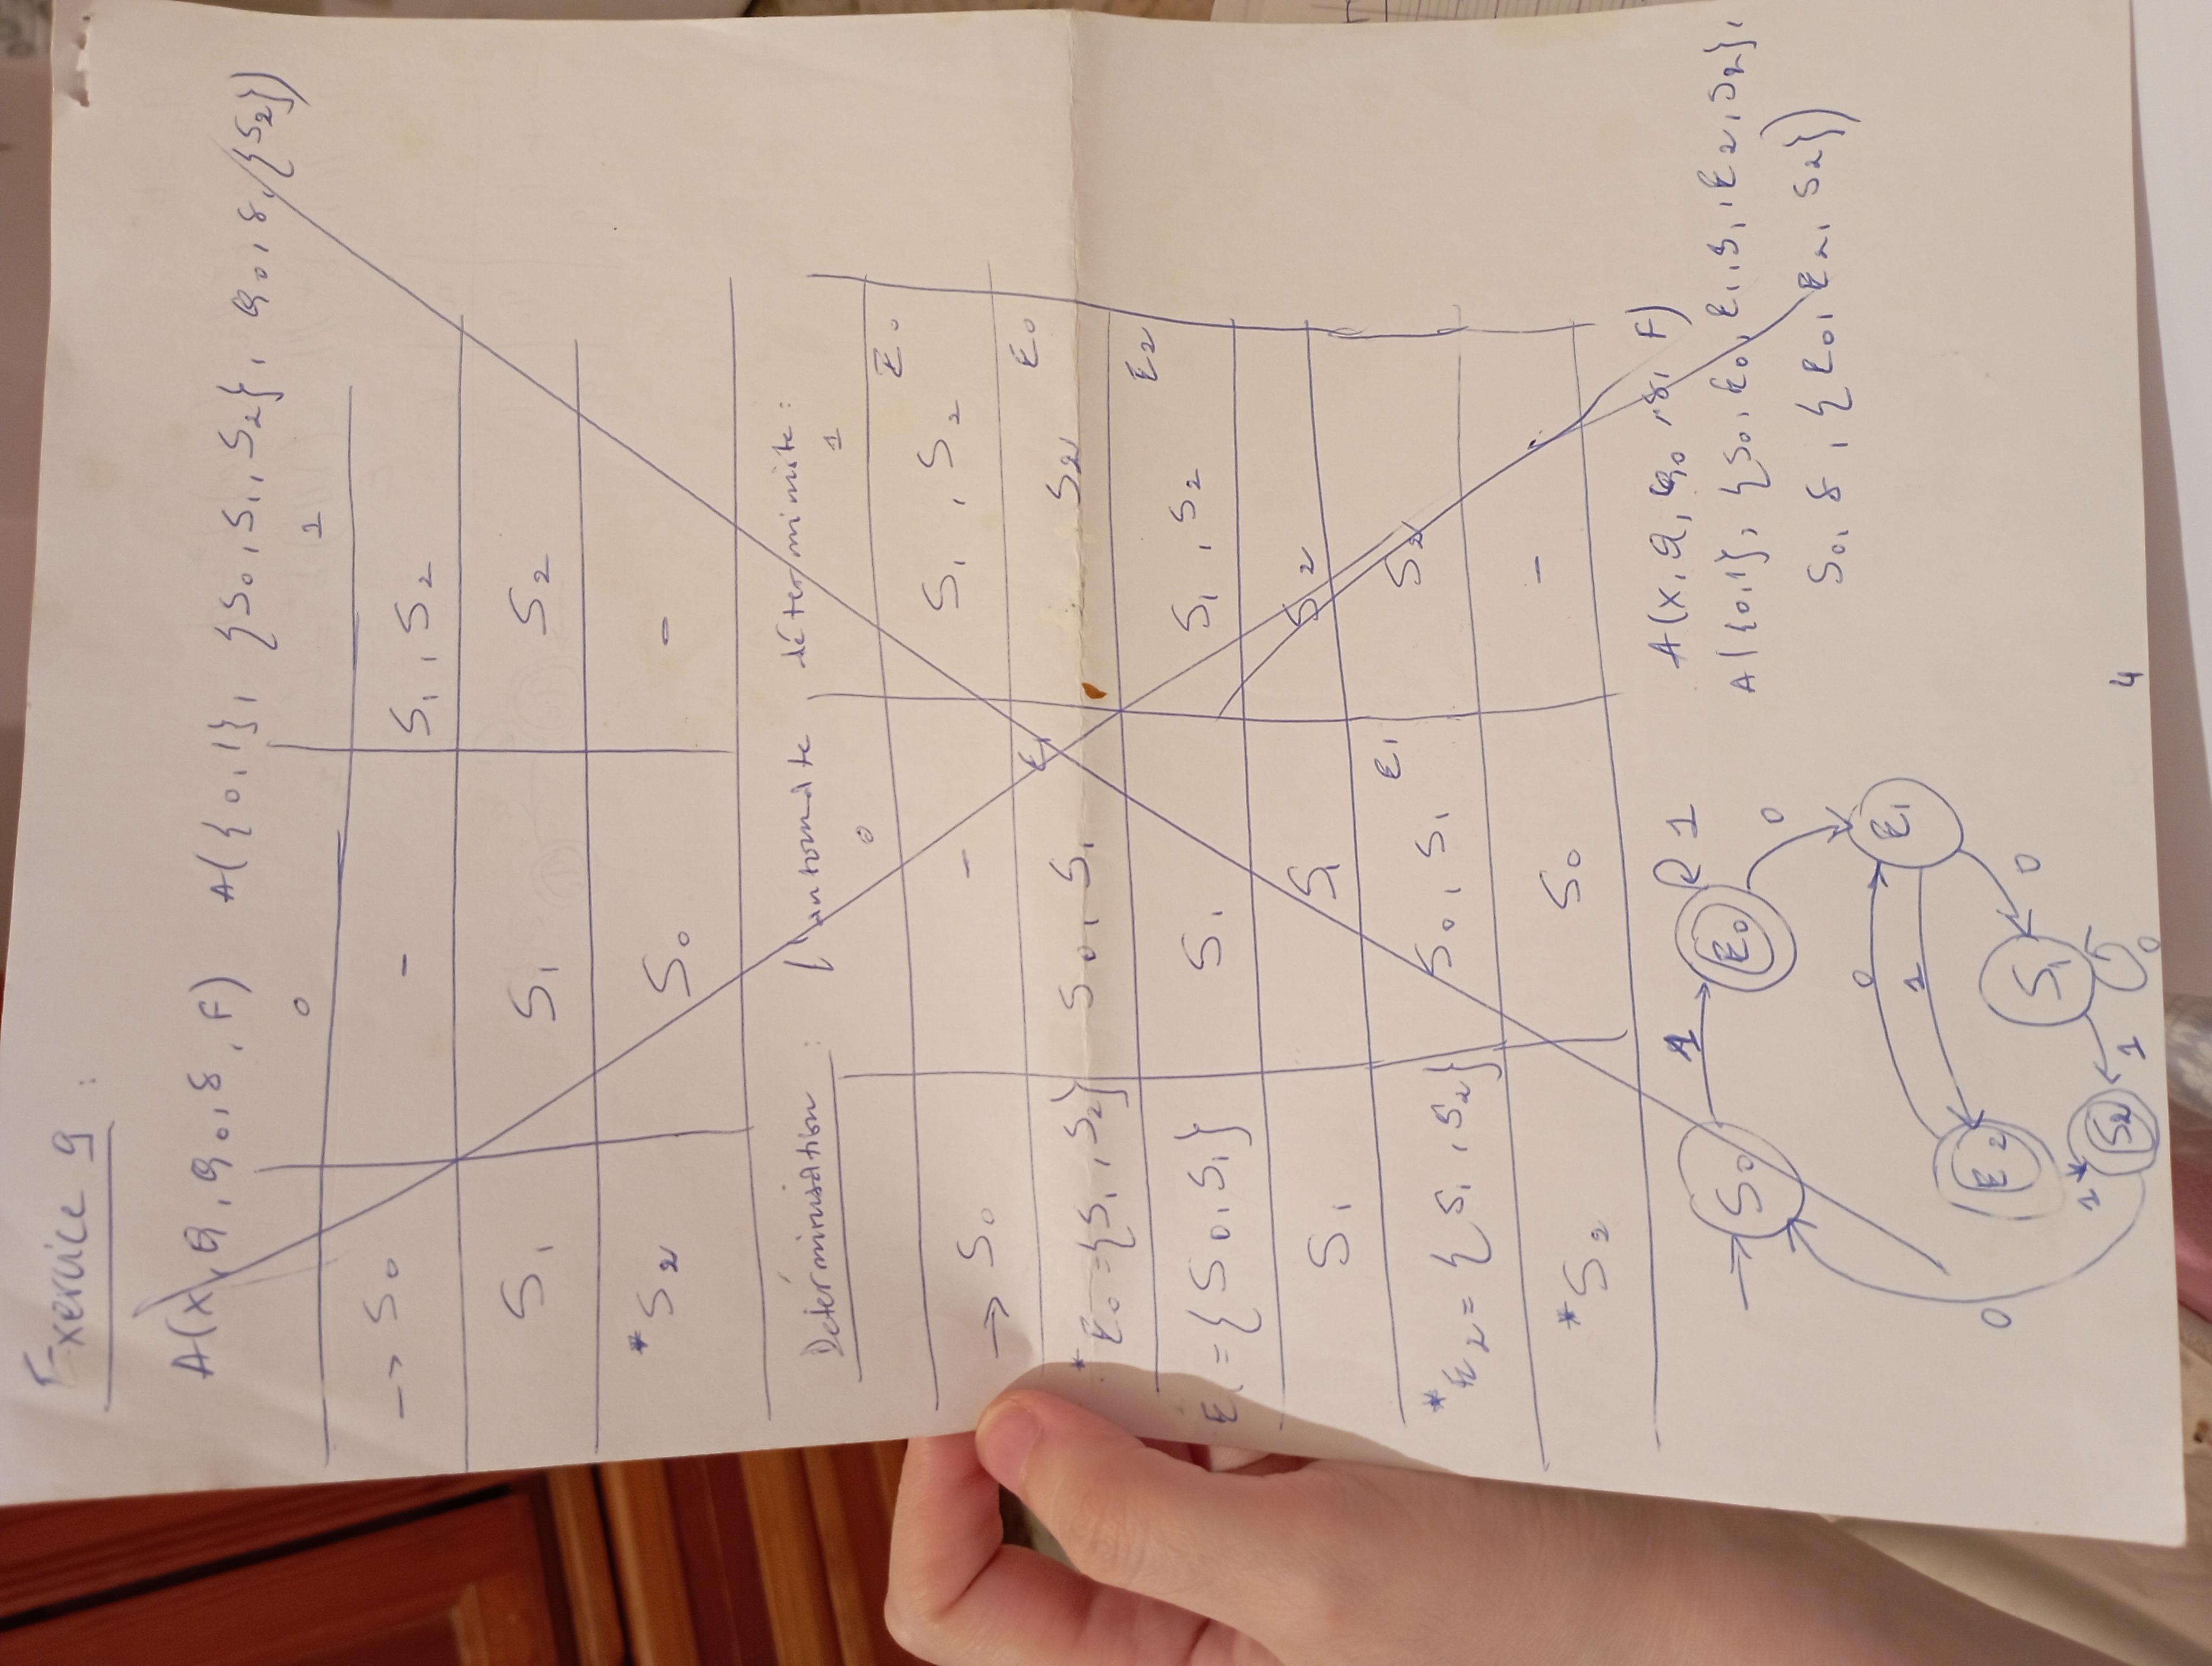 Exercice 9 :
A(X, Q, Q₀, δ, F) A({0,1}, {S₀, S₁, S₂}, Q₀, δ, {S₂})
0 1
→ S₀ - S₁, S₂
S₁ S₁ S₂
*S₂ S₀ -
Déterminisation : l'automate déterminite :
0 1
→ S₀ - S₁, S₂ E₀
*E₀ = {S₁, S₂} S₀, S₁ E₁ S₂ E₀
E₁ = {S₀, S₁} S₁ S₁, S₂ E₂
S₁ S₁ S₂
*E₂ = {S₁, S₂} S₀, S₁ E₁ S₂
*S₂ S₀ -
A(X, Q, Q₀, δ, F)
A({0,1}, {S₀, E₀, E₁, S₁, E₂, S₂},
S₀, δ, {E₀, E₂, S₂})
→ S₀ 1 E₀ 1
0
0 E₁
1
E₂
0 S₁ 0
1 S₂ 1 0
4